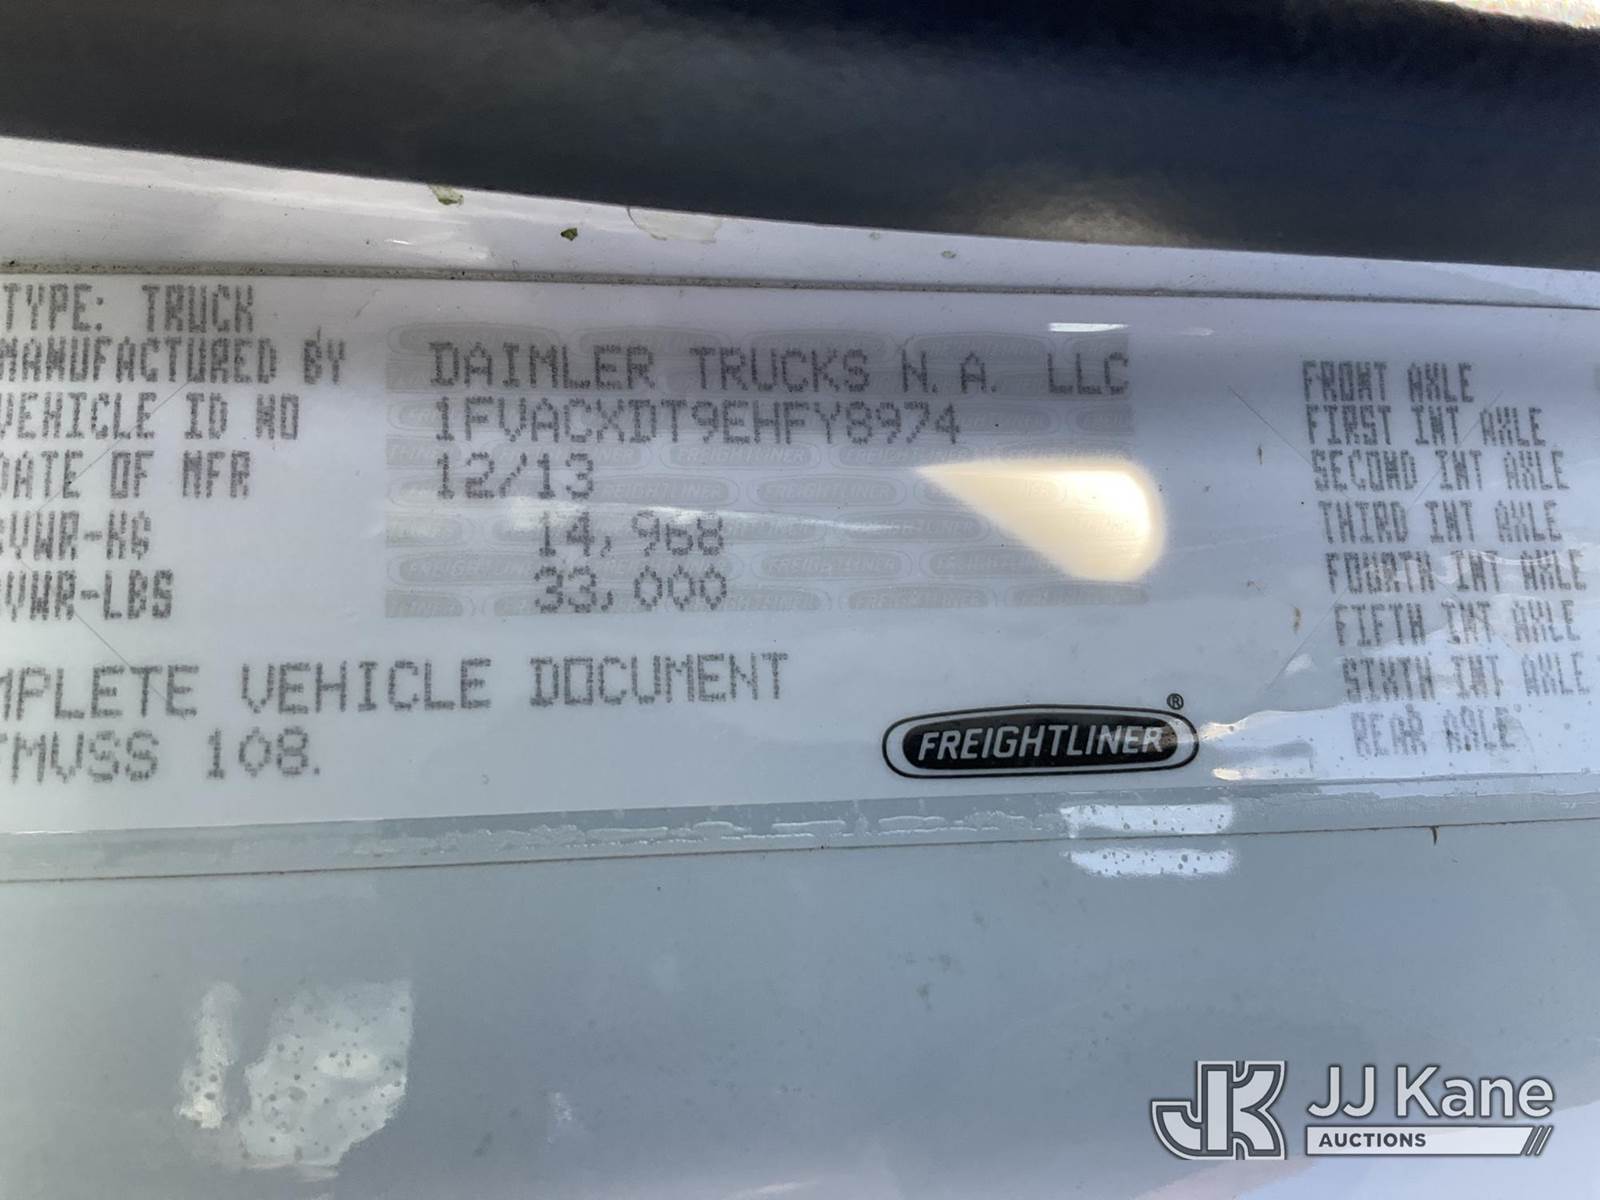 TYPE: TRUCK
MANUFACTURED BY DAIMLER TRUCKS N.A. LLC
VEHICLE ID NO 1FVACXDT9EHFY8974
DATE OF MFR 12/13
GVWR-KG 14,968
GVWR-LBS 33,000
MPLETE VEHICLE DOCUMENT
FMVSS 108.
FREIGHTLINER®
FRONT AXLE
FIRST INT AXLE
SECOND INT AXLE
THIRD INT AXLE
FOURTH INT AXLE
FIFTH INT AXLE
SIXTH INT AXLE
REAR AXLE
JK JJ Kane
AUCTIONS